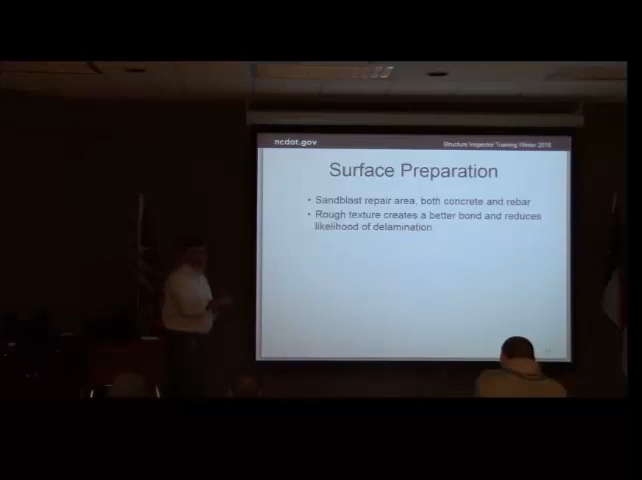 ncdot.gov
Structure Inspector Training Winter 2018
Surface Preparation
• Sandblast repair area, both concrete and rebar
• Rough texture creates a better bond and reduces
likelihood of delamination.